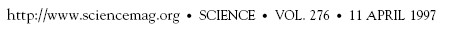 http://www.sciencemag.org • SCIENCE • VOL. 276 • 11 APRIL 1997